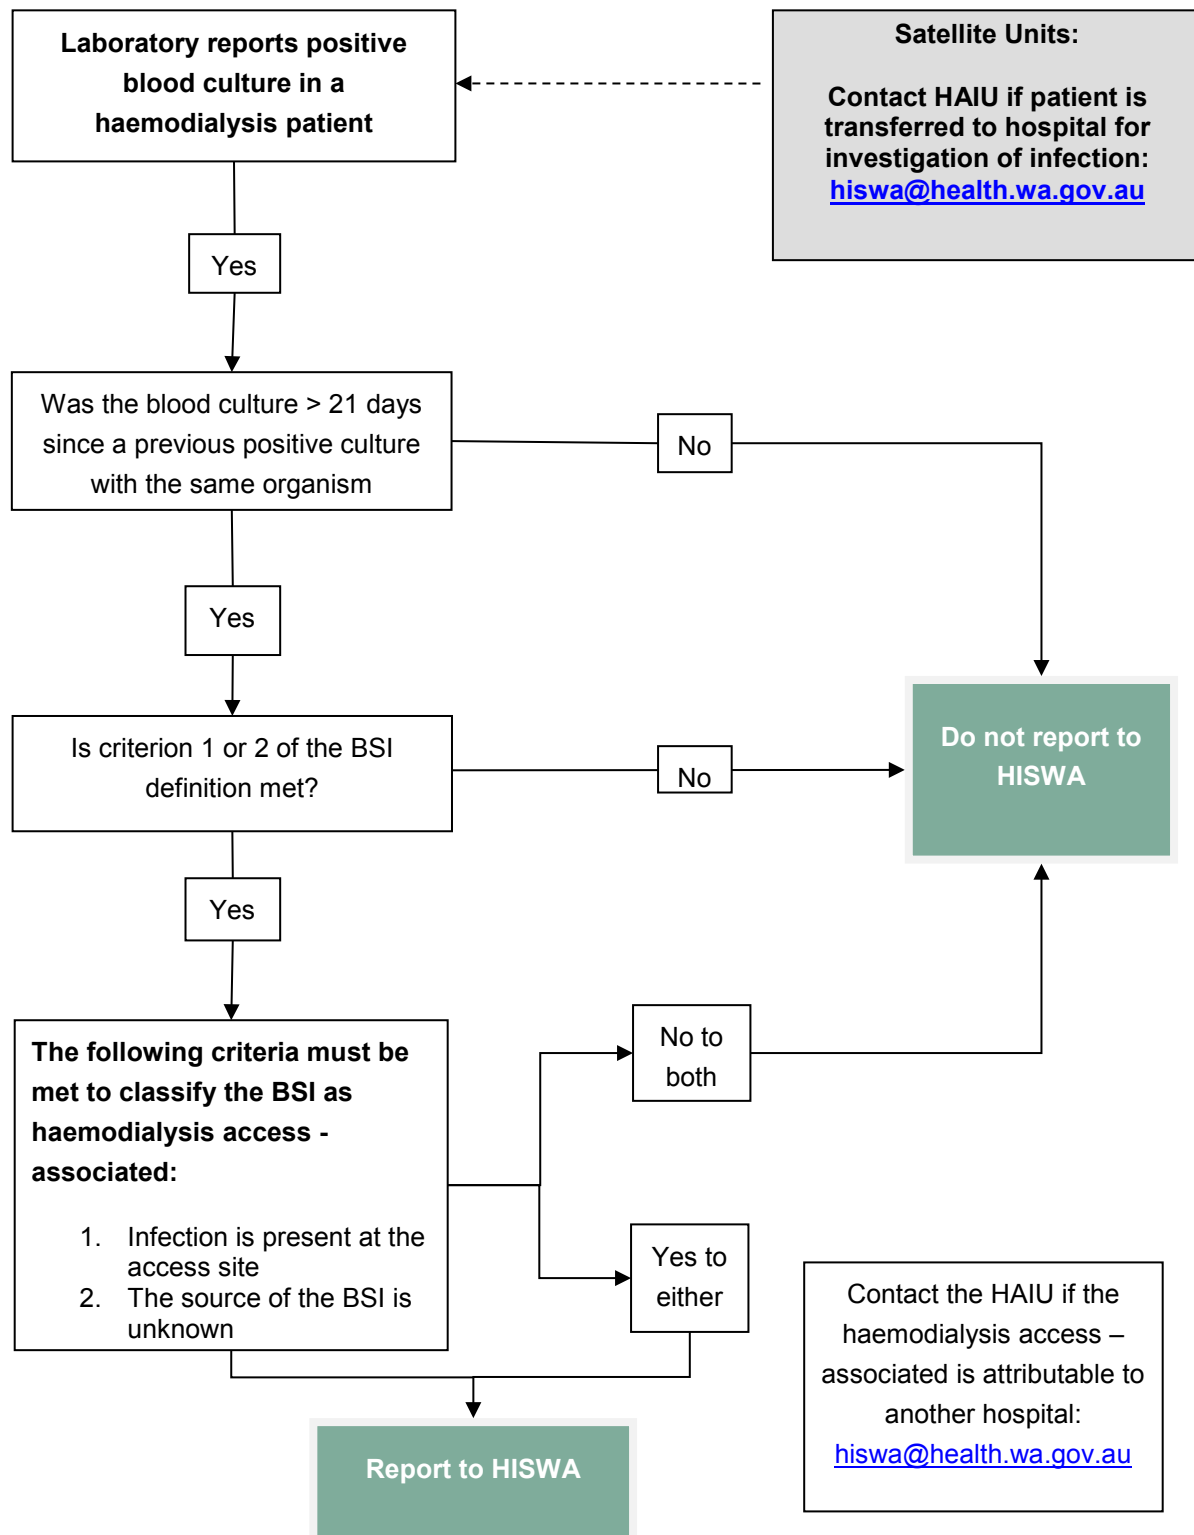 Laboratory reports positive
blood culture in a
haemodialysis patient
Satellite Units:
Contact HAIU if patient is
transferred to hospital for
investigation of infection:
hiswa@health.wa.gov.au
Yes
Was the blood culture > 21 days
since a previous positive culture
with the same organism
No
Yes
Is criterion 1 or 2 of the BSI
definition met?
No
Do not report to
HISWA
Yes
The following criteria must be
met to classify the BSI as
haemodialysis access -
associated:
1. Infection is present at the
access site
2. The source of the BSI is
unknown
No to
both
Yes to
either
Contact the HAIU if the
haemodialysis access –
associated is attributable to
another hospital:
hiswa@health.wa.gov.au
Report to HISWA